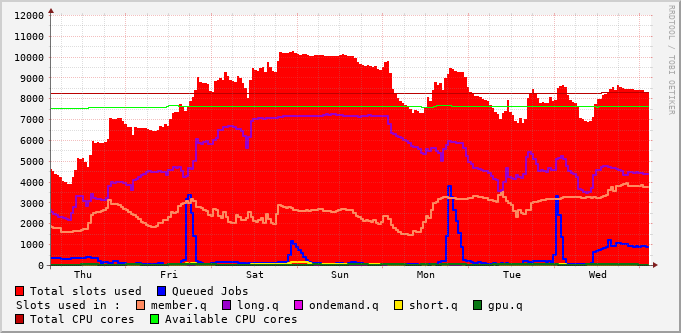 12000
11000
10000
9000
8000
7000
6000
5000
4000
3000
2000
1000
0
Thu Fri Sat Sun Mon Tue Wed
Total slots used Queued Jobs
Slots used in : member.q long.q ondemand.q short.q gpu.q
Total CPU cores Available CPU cores
RRDTOOL / TOBI OETIKER